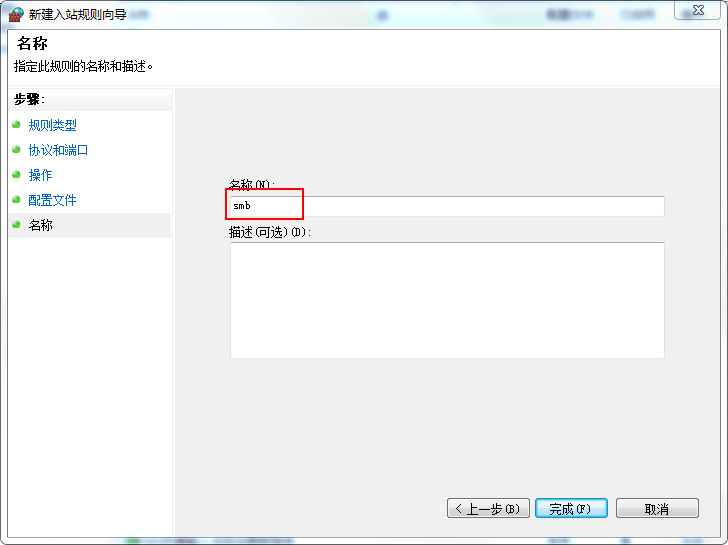 新建入站规则向导
名称
指定此规则的名称和描述。
步骤:
规则类型
协议和端口
操作
配置文件
名称
名称(N):
smb
描述(可选)(D):
< 上一步(B)
完成(F)
取消